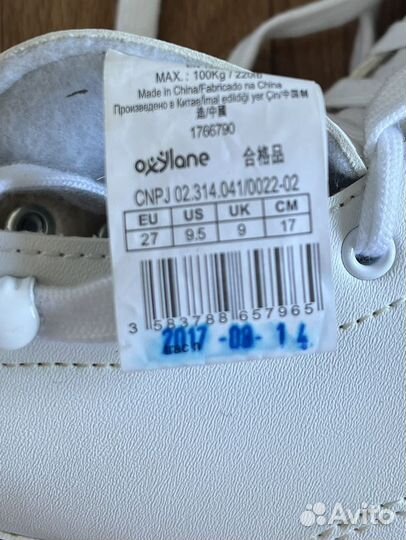 MAX.: 100Kg / 220lb
Made in China/Fabricado na China
Произведено в Китае/Imal edildiği yer Çin/中国制
造/中國
1766790
oxylane 合格品
CNPJ 02.314.041/0022-02
EU US UK CM
27 9.5 9 17
3 583788 657965
2017-08-14
Avito